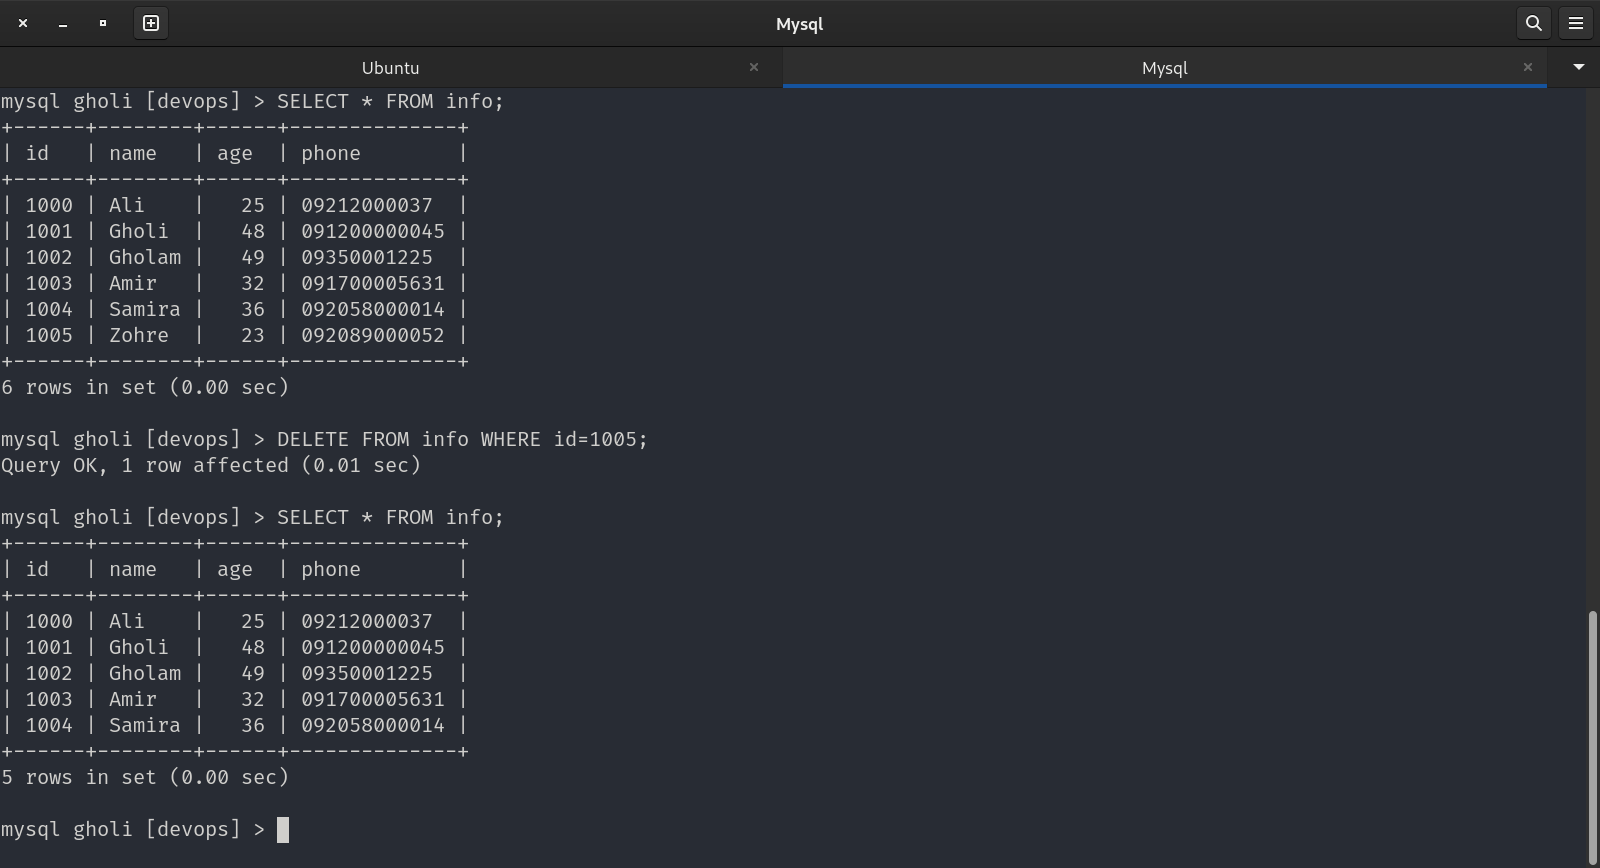 Mysql
Ubuntu
Mysql
mysql gholi [devops] > SELECT * FROM info;
+------+--------+------+--------------+
| id   | name   | age  | phone        |
+------+--------+------+--------------+
| 1000 | Ali    |   25 | 09212000037  |
| 1001 | Gholi  |   48 | 091200000045 |
| 1002 | Gholam |   49 | 09350001225  |
| 1003 | Amir   |   32 | 091700005631 |
| 1004 | Samira |   36 | 092058000014 |
| 1005 | Zohre  |   23 | 092089000052 |
+------+--------+------+--------------+
6 rows in set (0.00 sec)
mysql gholi [devops] > DELETE FROM info WHERE id=1005;
Query OK, 1 row affected (0.01 sec)
mysql gholi [devops] > SELECT * FROM info;
+------+--------+------+--------------+
| id   | name   | age  | phone        |
+------+--------+------+--------------+
| 1000 | Ali    |   25 | 09212000037  |
| 1001 | Gholi  |   48 | 091200000045 |
| 1002 | Gholam |   49 | 09350001225  |
| 1003 | Amir   |   32 | 091700005631 |
| 1004 | Samira |   36 | 092058000014 |
+------+--------+------+--------------+
5 rows in set (0.00 sec)
mysql gholi [devops] >